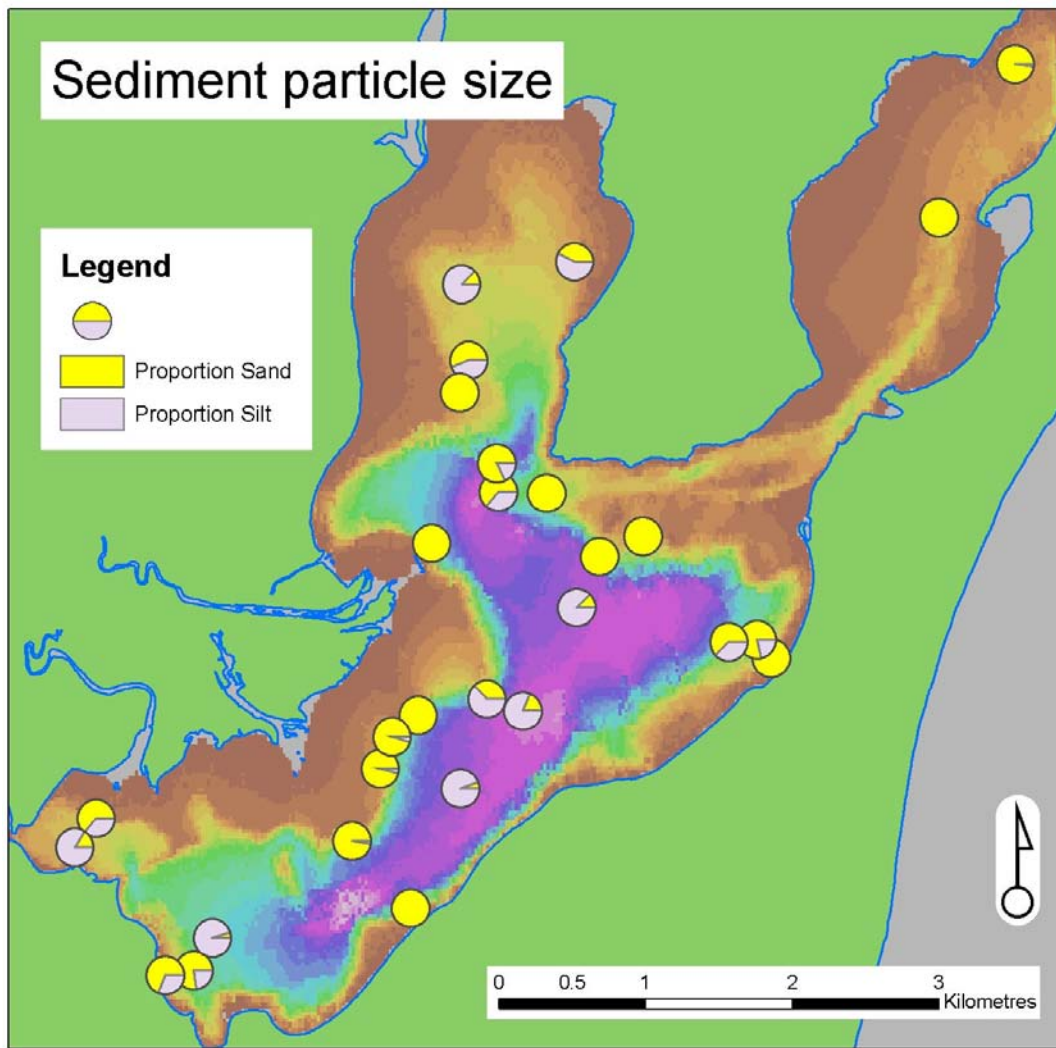 Sediment particle size
Legend
Proportion Sand
Proportion Silt
0 0.5 1 2 3
Kilometres